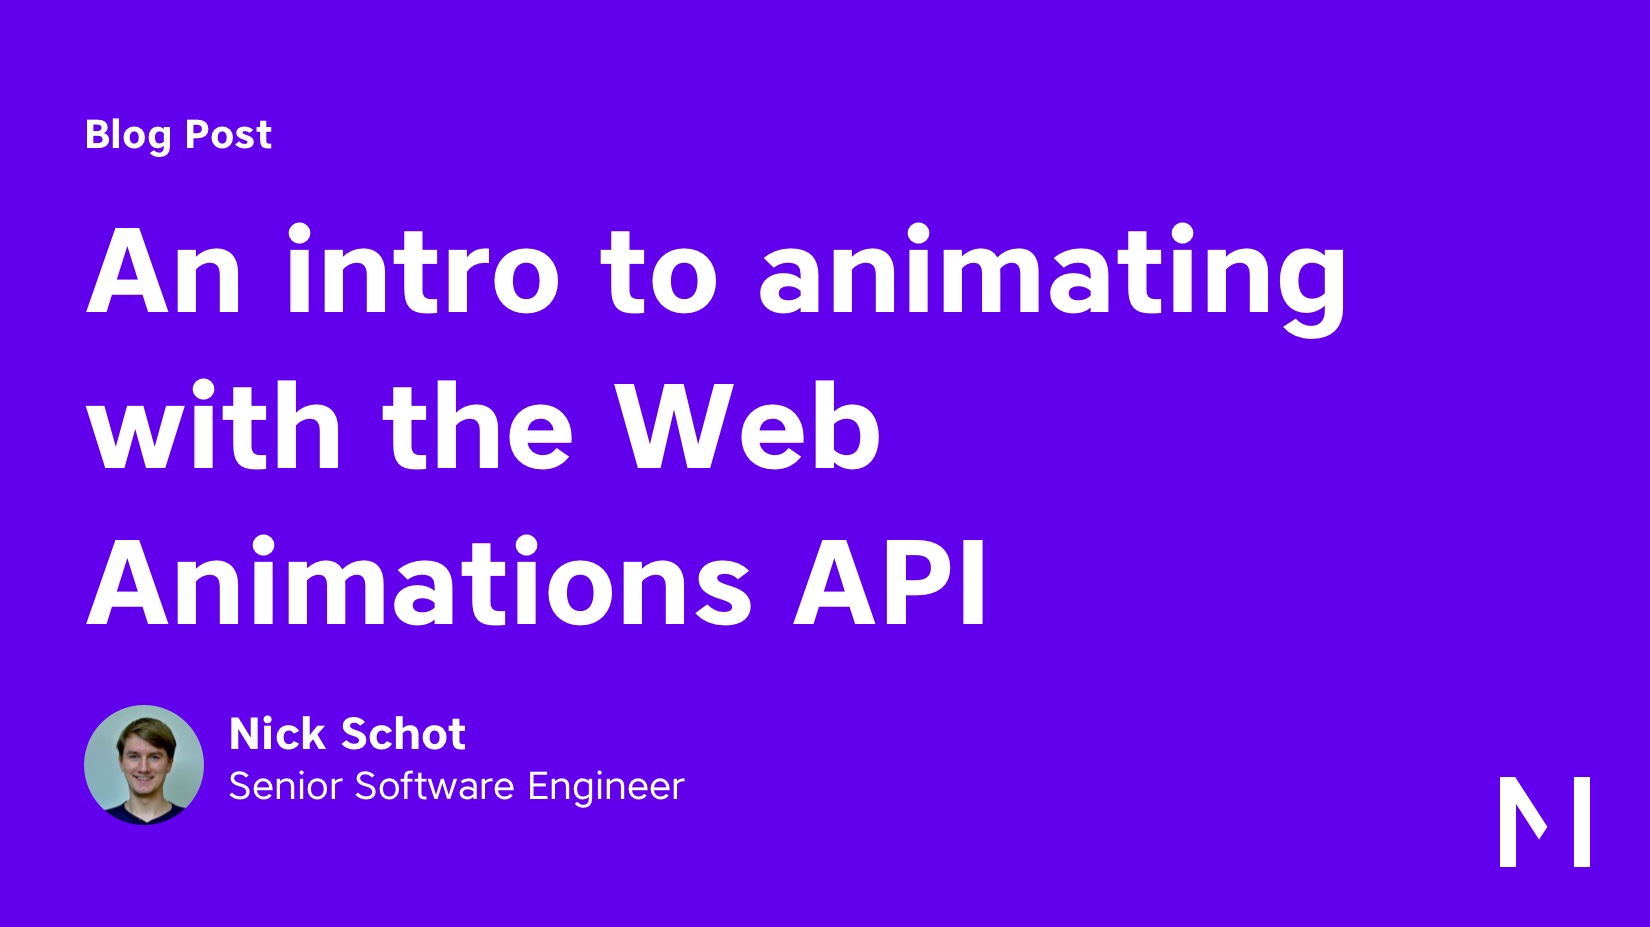 Blog Post
An intro to animating
with the Web
Animations API
Nick Schot
Senior Software Engineer